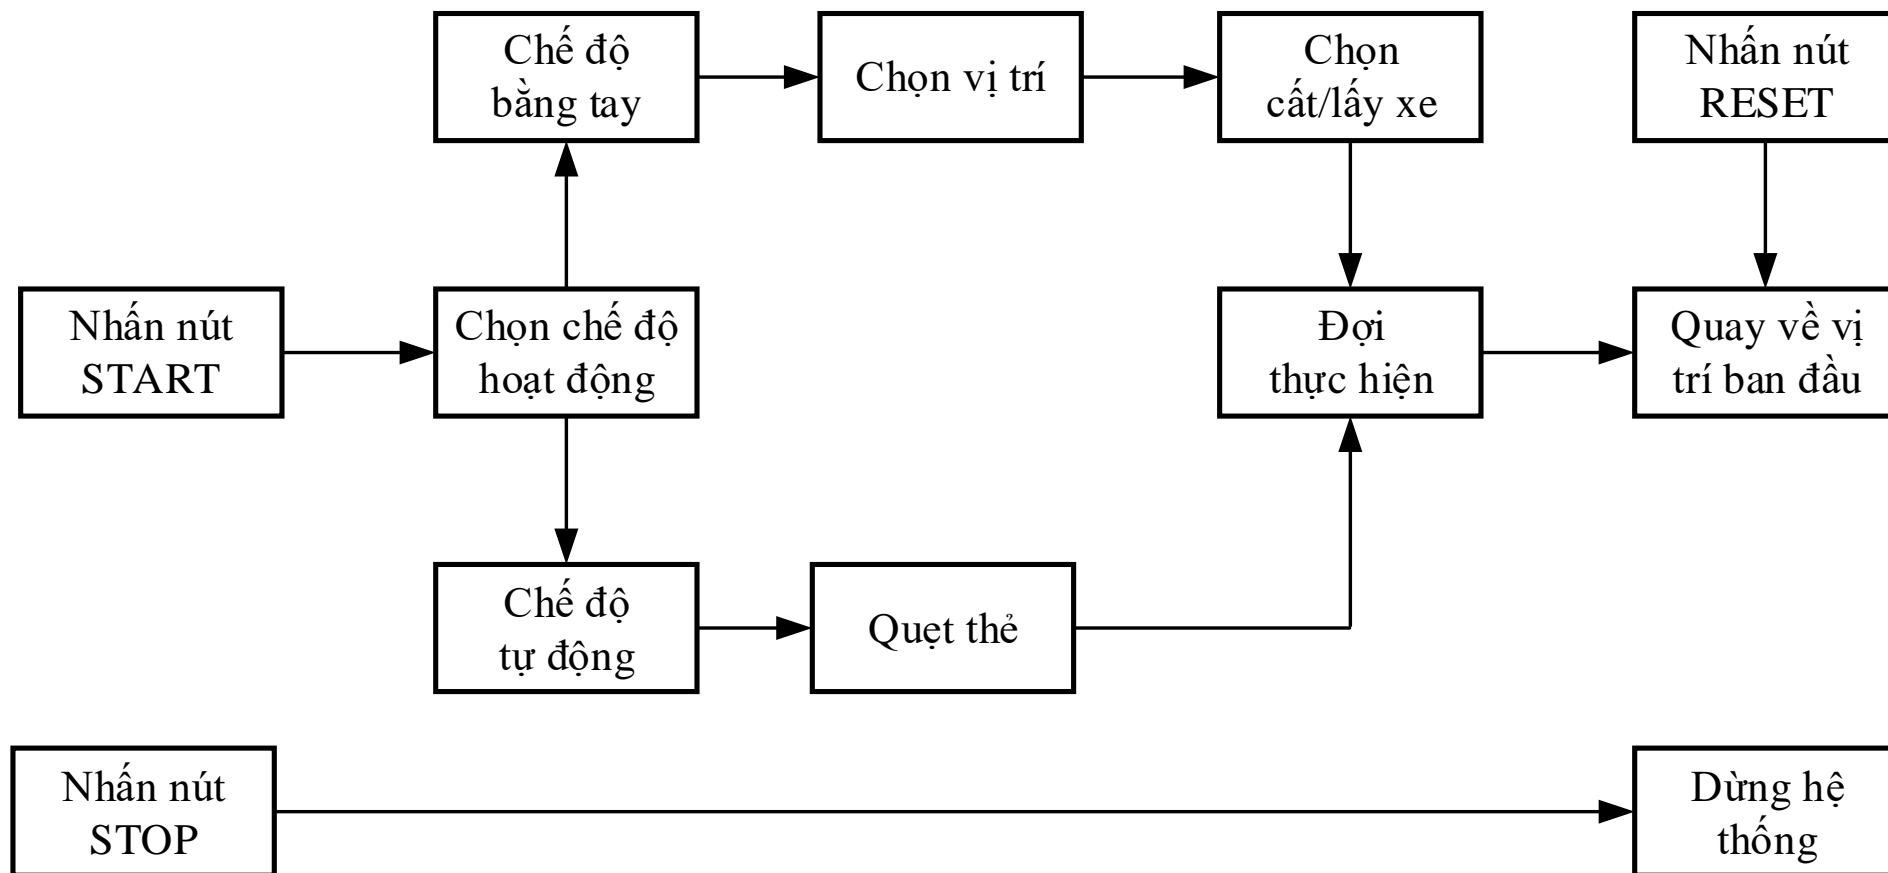 Chế độ
bằng tay
Chọn vị trí
Chọn
cất/lấy xe
Nhấn nút
RESET
Nhấn nút
START
Chọn chế độ
hoạt động
Đợi
thực hiện
Quay về vị
trí ban đầu
Chế độ
tự động
Quẹt thẻ
Nhấn nút
STOP
Dừng hệ
thống